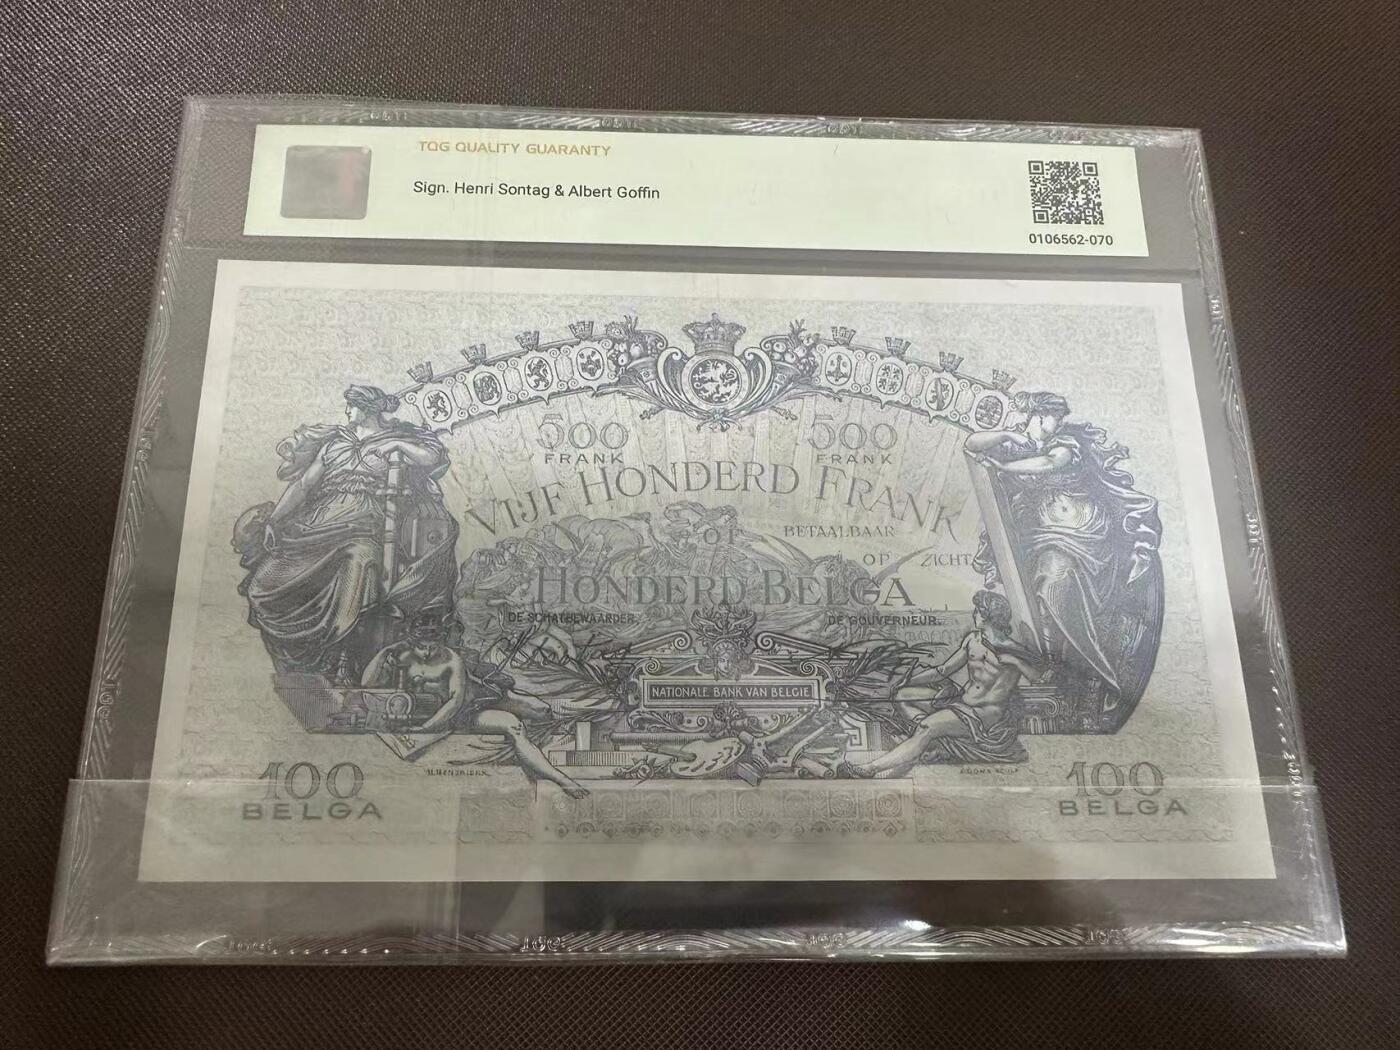 TQG QUALITY GUARANTY
Sign. Henri Sontag & Albert Goffin
0106562-070
500 500
FRANK FRANK
VIJF HONDERD FRANK
OF BETAALBAAR
OP ZICHT
HONDERD BELGA
DE SCHATBEWAARDER. DE GOUVERNEUR.
NATIONALE BANK VAN BELGIE
100 100
BELGA BELGA